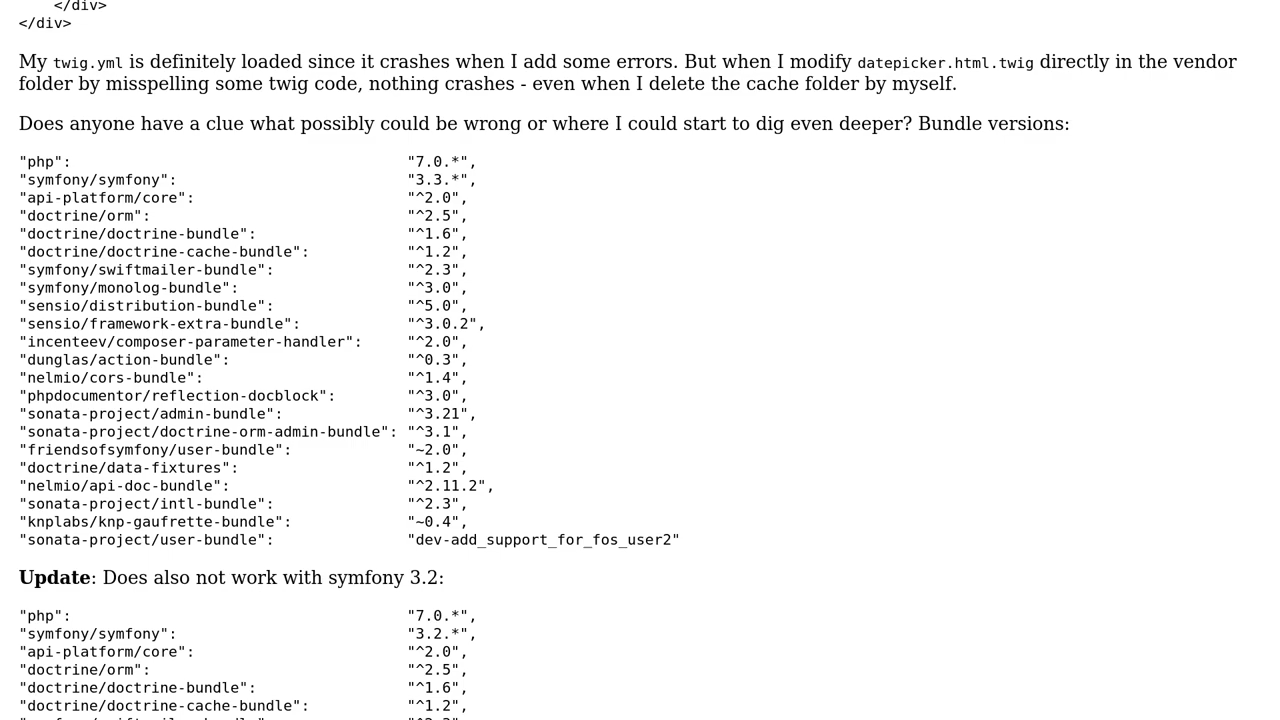 </div>
</div>
My twig.yml is definitely loaded since it crashes when I add some errors. But when I modify datepicker.html.twig directly in the vendor
folder by misspelling some twig code, nothing crashes - even when I delete the cache folder by myself.
Does anyone have a clue what possibly could be wrong or where I could start to dig even deeper? Bundle versions:
"php":                                      "7.0.*",
"symfony/symfony":                          "3.3.*",
"api-platform/core":                        "^2.0",
"doctrine/orm":                             "^2.5",
"doctrine/doctrine-bundle":                 "^1.6",
"doctrine/doctrine-cache-bundle":           "^1.2",
"symfony/swiftmailer-bundle":               "^2.3",
"symfony/monolog-bundle":                   "^3.0",
"sensio/distribution-bundle":               "^5.0",
"sensio/framework-extra-bundle":            "^3.0.2",
"incenteev/composer-parameter-handler":     "^2.0",
"dunglas/action-bundle":                    "^0.3",
"nelmio/cors-bundle":                       "^1.4",
"phpdocumentor/reflection-docblock":        "^3.0",
"sonata-project/admin-bundle":              "^3.21",
"sonata-project/doctrine-orm-admin-bundle": "^3.1",
"friendsofsymfony/user-bundle":             "~2.0",
"doctrine/data-fixtures":                   "^1.2",
"nelmio/api-doc-bundle":                    "^2.11.2",
"sonata-project/intl-bundle":               "^2.3",
"knplabs/knp-gaufrette-bundle":             "~0.4",
"sonata-project/user-bundle":               "dev-add_support_for_fos_user2"
Update: Does also not work with symfony 3.2:
"php":                                      "7.0.*",
"symfony/symfony":                          "3.2.*",
"api-platform/core":                        "^2.0",
"doctrine/orm":                             "^2.5",
"doctrine/doctrine-bundle":                 "^1.6",
"doctrine/doctrine-cache-bundle":           "^1.2",